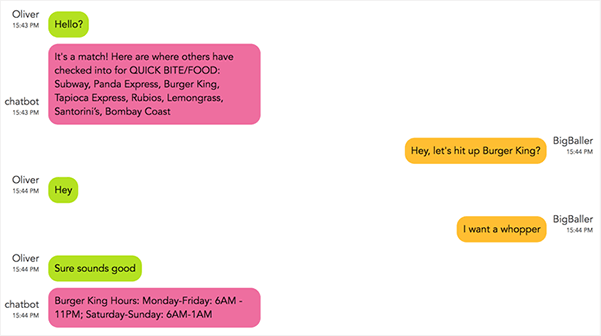 Oliver
15:43 PM
Hello?
It's a match! Here are where others have
checked into for QUICK BITE/FOOD:
Subway, Panda Express, Burger King,
Tapioca Express, Rubios, Lemongrass,
Santorini's, Bombay Coast
chatbot
15:43 PM
BigBaller
15:44 PM
Hey, let's hit up Burger King?
Oliver
15:44 PM
Hey
BigBaller
15:44 PM
I want a whopper
Oliver
15:44 PM
Sure sounds good
chatbot
15:44 PM
Burger King Hours: Monday-Friday: 6AM -
11PM; Saturday-Sunday: 6AM-1AM